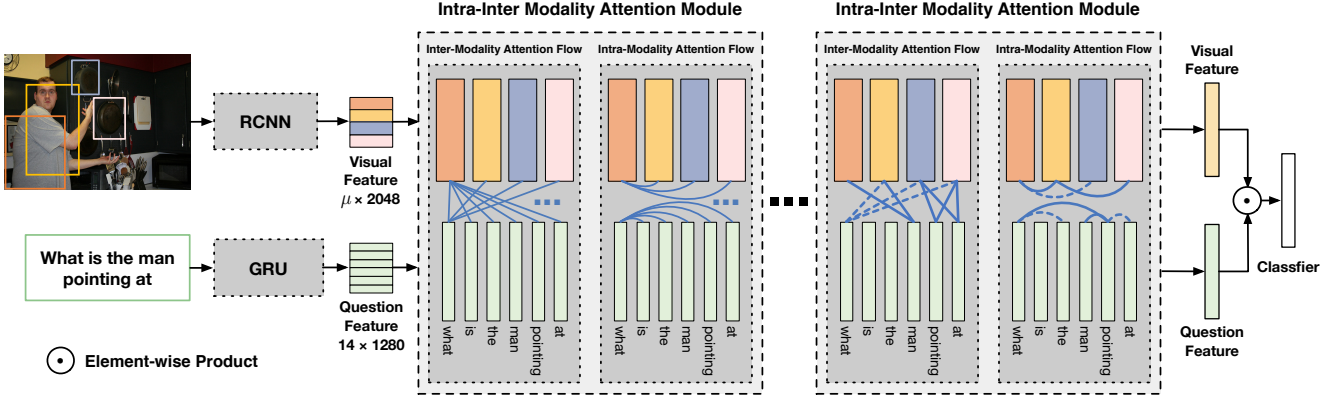 Intra-Inter Modality Attention Module
Intra-Inter Modality Attention Module
Inter-Modality Attention Flow
Intra-Modality Attention Flow
Inter-Modality Attention Flow
Intra-Modality Attention Flow
RCNN
Visual
Feature
μ × 2048
What is the man
pointing at
GRU
Question
Feature
14 × 1280
what
is
the
man
pointing
at
what
is
the
man
pointing
at
what
is
the
man
pointing
at
what
is
the
man
pointing
at
Visual
Feature
Classfier
Question
Feature
Element-wise Product